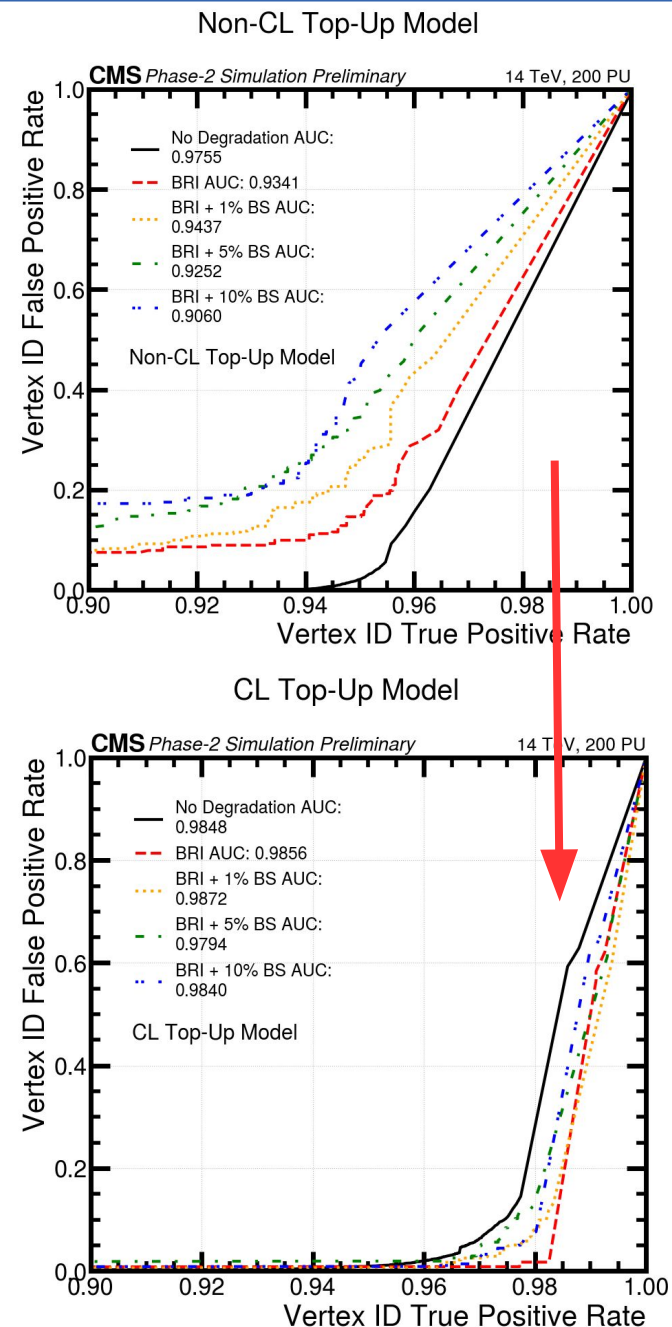 Non-CL Top-Up Model
CMS Phase-2 Simulation Preliminary 14 TeV, 200 PU
Vertex ID False Positive Rate
1.0
0.8
0.6
0.4
0.2
0.0
No Degradation AUC:
0.9755
BRI AUC: 0.9341
BRI + 1% BS AUC:
0.9437
BRI + 5% BS AUC:
0.9252
BRI + 10% BS AUC:
0.9060
Non-CL Top-Up Model
0.90 0.92 0.94 0.96 0.98 1.00
Vertex ID True Positive Rate
CL Top-Up Model
CMS Phase-2 Simulation Preliminary 14 TeV, 200 PU
Vertex ID False Positive Rate
1.0
0.8
0.6
0.4
0.2
0.0
No Degradation AUC:
0.9848
BRI AUC: 0.9856
BRI + 1% BS AUC:
0.9872
BRI + 5% BS AUC:
0.9794
BRI + 10% BS AUC:
0.9840
CL Top-Up Model
0.90 0.92 0.94 0.96 0.98 1.00
Vertex ID True Positive Rate